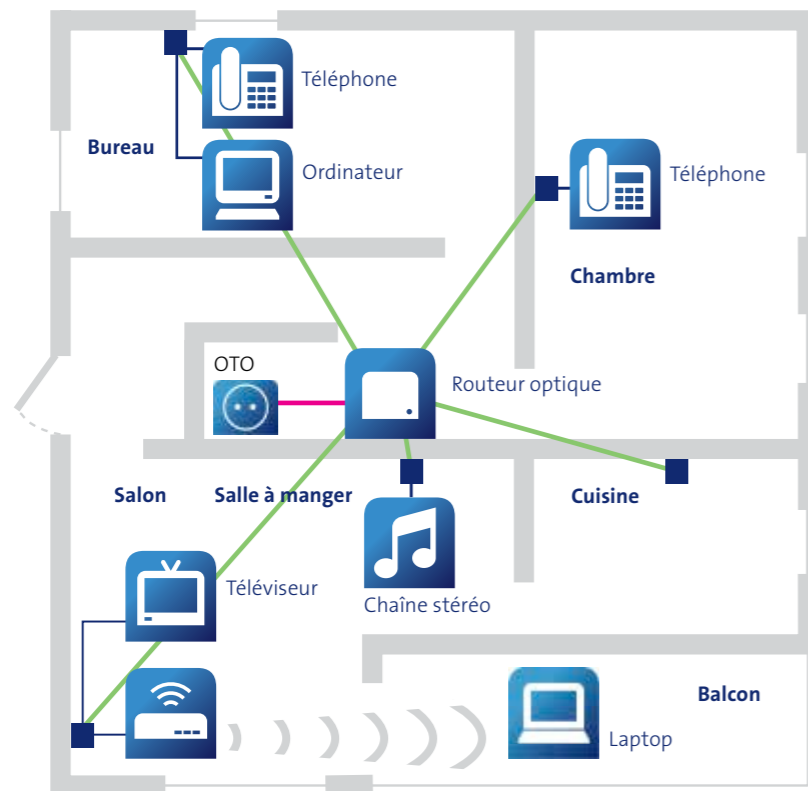 Téléphone
Bureau
Ordinateur
Téléphone
Chambre
OTO
Routeur optique
Salon
Salle à manger
Cuisine
Téléviseur
Chaîne stéréo
Balcon
Laptop